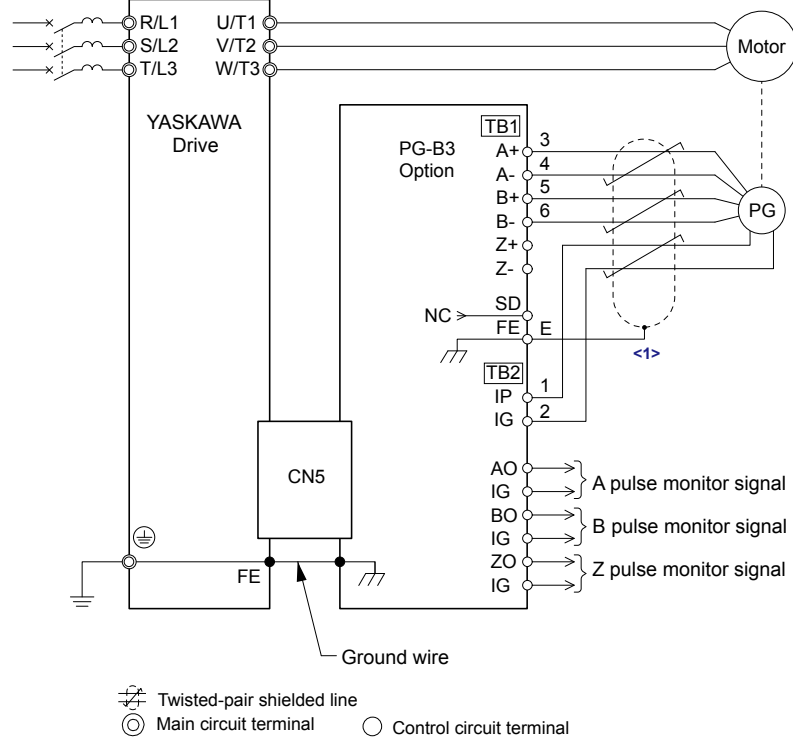 R/L1 U/T1
S/L2 V/T2
T/L3 W/T3
Motor
YASKAWA
Drive
PG-B3
Option
TB1
A+ 3
A- 4
B+ 5
B- 6
Z+
Z-
PG
NC SD
FE E
<1>
TB2
IP 1
IG 2
CN5
AO
IG
A pulse monitor signal
BO
IG
B pulse monitor signal
ZO
IG
Z pulse monitor signal
FE
Ground wire
Twisted-pair shielded line
Main circuit terminal
Control circuit terminal